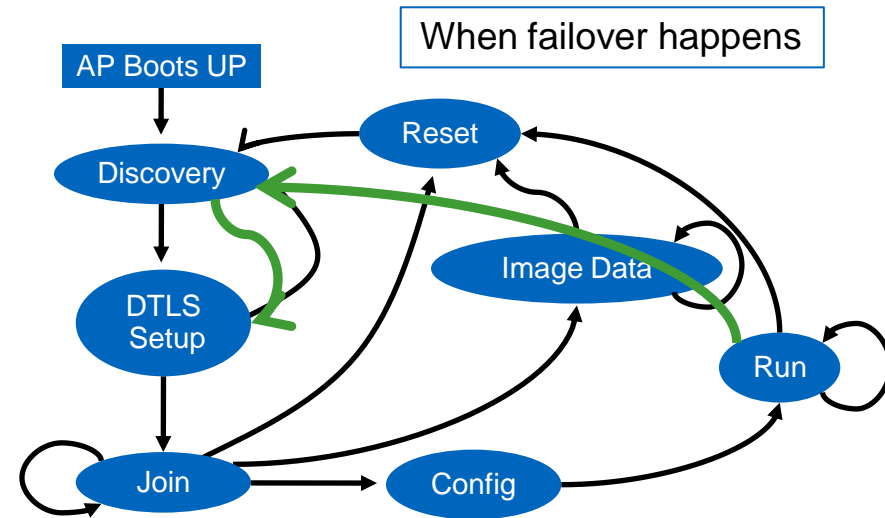 When failover happens
AP Boots UP
Reset
Discovery
Image Data
DTLS
Setup
Run
Join
Config